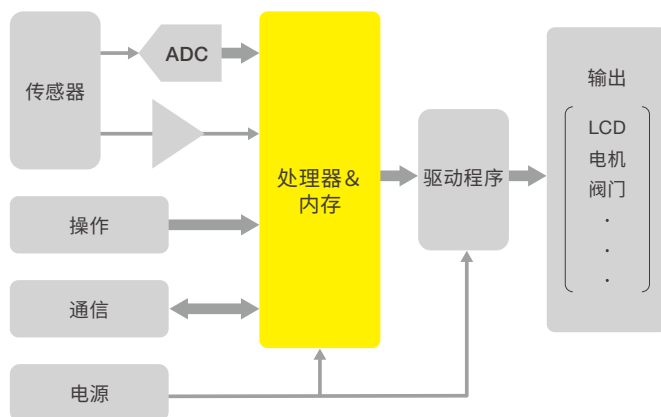 传感器
ADC
操作
通信
电源
处理器&
内存
驱动程序
输出
LCD
电机
阀门
.
.
.